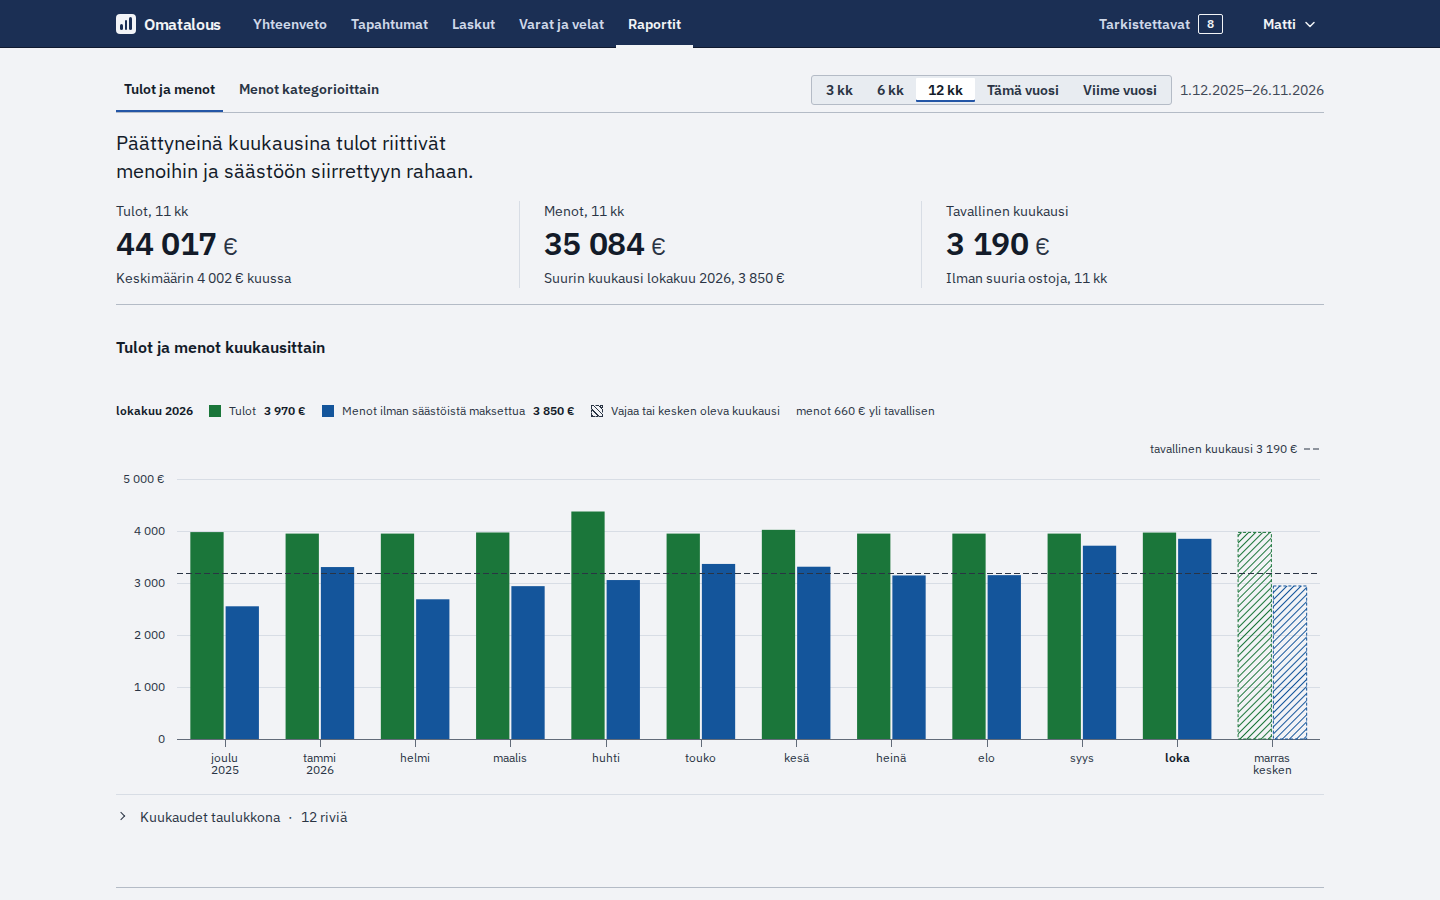 Omatalous Yhteenveto Tapahtumat Laskut Varat ja velat Raportit Tarkistettavat 8 Matti
Tulot ja menot Menot kategorioittain 3 kk 6 kk 12 kk Tämä vuosi Viime vuosi 1.12.2025–26.11.2026
Päättyneinä kuukausina tulot riittivät
menoihin ja säästöön siirrettyyn rahaan.
Tulot, 11 kk
44 017 €
Keskimäärin 4 002 € kuussa
Menot, 11 kk
35 084 €
Suurin kuukausi lokakuu 2026, 3 850 €
Tavallinen kuukausi
3 190 €
Ilman suuria ostoja, 11 kk
Tulot ja menot kuukausittain
lokakuu 2026 Tulot 3 970 € Menot ilman säästöistä maksettua 3 850 € Vajaa tai kesken oleva kuukausi menot 660 € yli tavallisen
tavallinen kuukausi 3 190 €
5 000 €
4 000
3 000
2 000
1 000
0
joulu 2025
tammi 2026
helmi
maalis
huhti
touko
kesä
heinä
elo
syys
loka
marras kesken
Kuukaudet taulukkona · 12 riviä